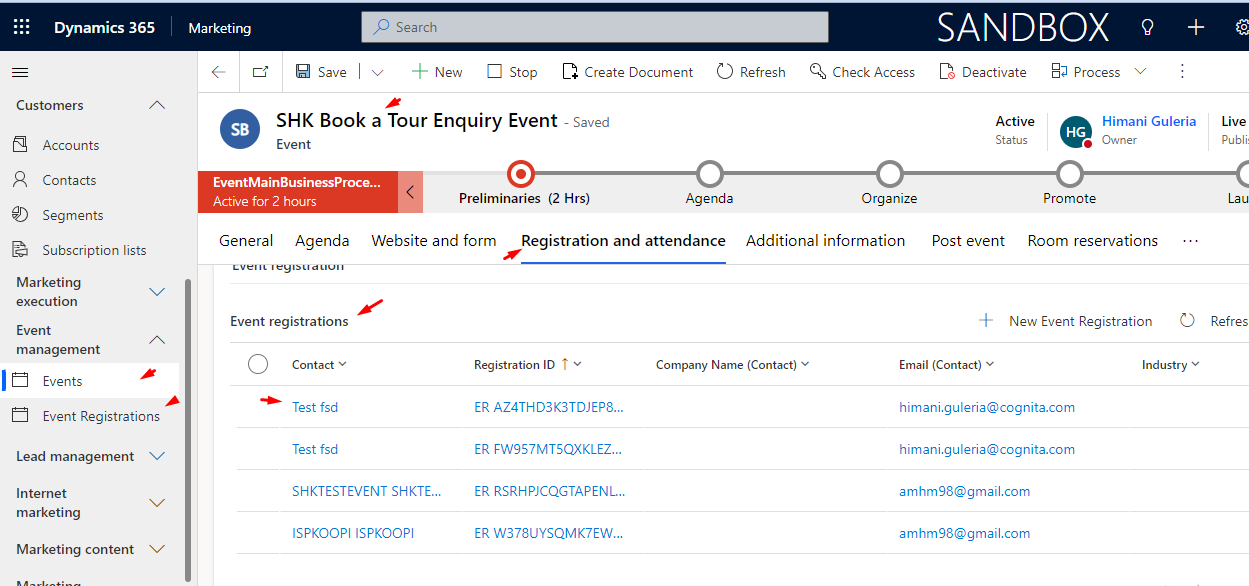 Dynamics 365
Marketing
Search
SANDBOX
Save
New
Stop
Create Document
Refresh
Check Access
Deactivate
Process
Customers
Accounts
Contacts
Segments
Subscription lists
Marketing
execution
Event
management
Events
Event Registrations
Lead management
Internet
marketing
Marketing content
Marketing
SB
SHK Book a Tour Enquiry Event - Saved
Event
Active
Status
HG
Himani Guleria
Owner
Live
Publis
EventMainBusinessProce...
Active for 2 hours
Preliminaries (2 Hrs)
Agenda
Organize
Promote
Lau
General
Agenda
Website and form
Registration and attendance
Additional information
Post event
Room reservations
Event registration
Event registrations
New Event Registration
Refres
Contact
Registration ID
Company Name (Contact)
Email (Contact)
Industry
Test fsd
ER AZ4THD3K3TDJEP8...
himani.guleria@cognita.com
Test fsd
ER FW957MT5QXKLEZ...
himani.guleria@cognita.com
SHKTESTEVENT SHKTE...
ER RSRHPJCQGTAPENL...
amhm98@gmail.com
ISPKOOPI ISPKOOPI
ER W378UYSQMK7EW...
amhm98@gmail.com